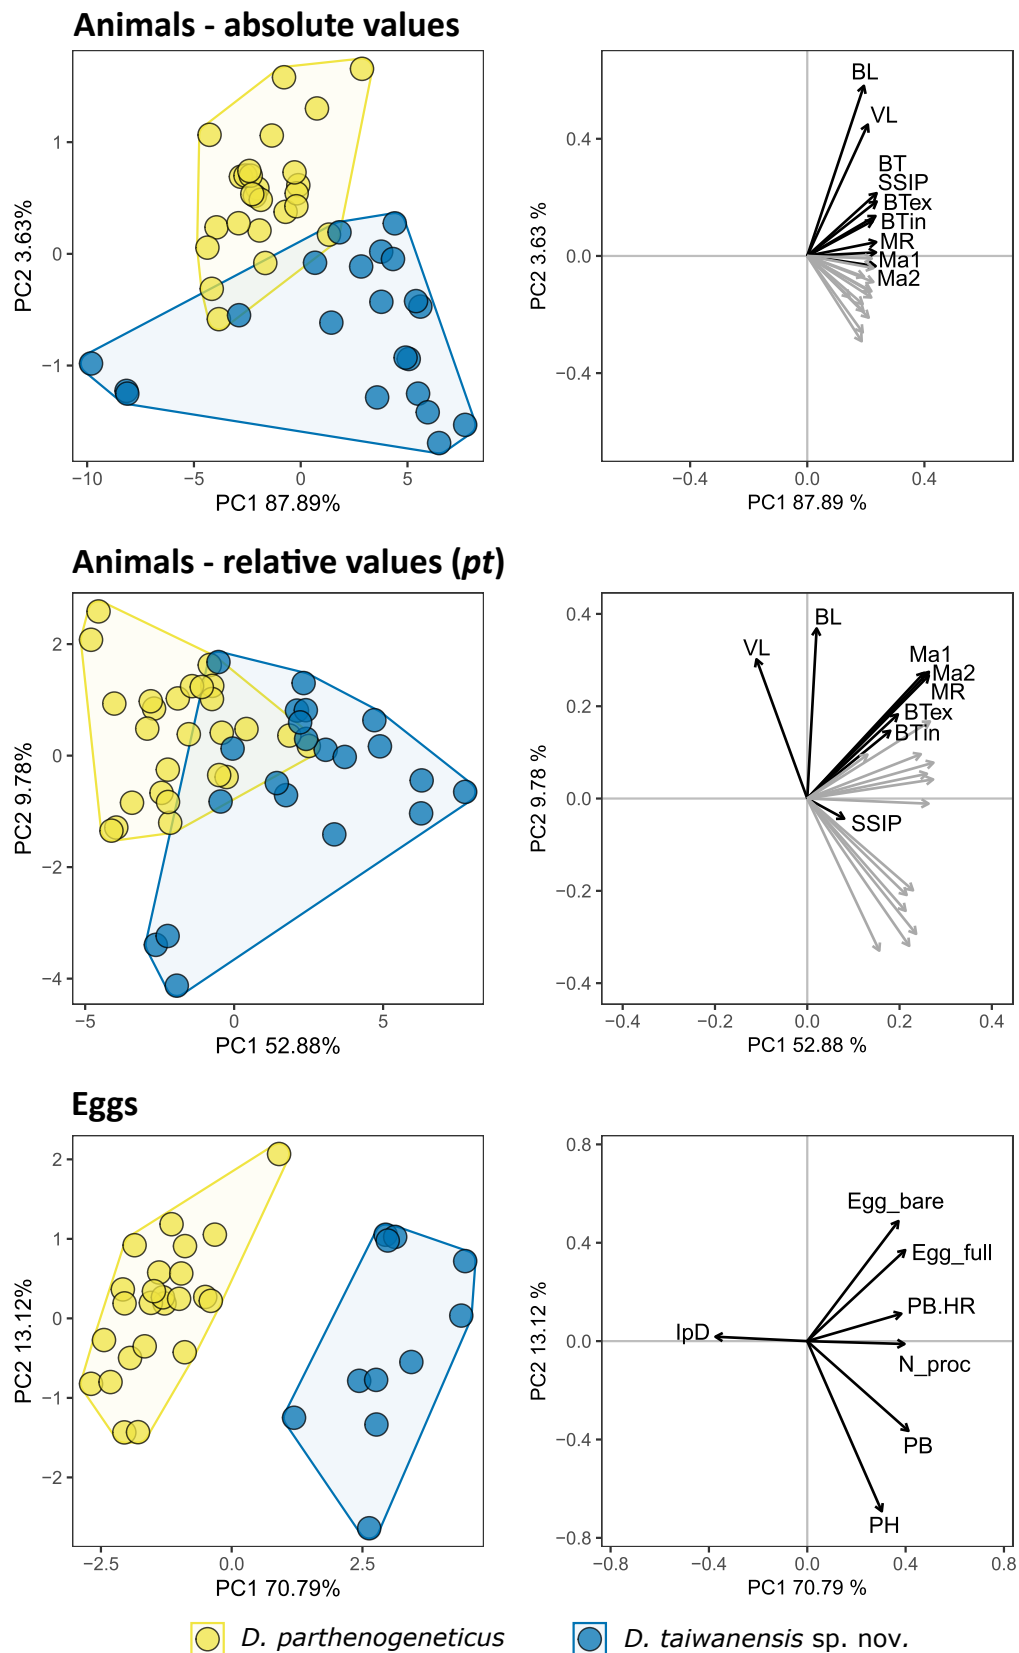 Animals - absolute values
1
0
−1
PC2 3.63%
−10
−5
0
5
PC1 87.89%
0.4
0.0
−0.4
PC2 3.63 %
BL
VL
BT
SSIP
BTex
BTin
MR
Ma1
Ma2
−0.4
0.0
0.4
PC1 87.89 %
Animals - relative values (pt)
2
0
−2
−4
PC2 9.78%
−5
0
5
PC1 52.88%
0.4
0.2
0.0
−0.2
−0.4
PC2 9.78 %
BL
VL
Ma1
Ma2
MR
BTex
BTin
SSIP
−0.4
−0.2
0.0
0.2
0.4
PC1 52.88 %
Eggs
2
1
0
−1
−2
PC2 13.12%
−2.5
0.0
2.5
PC1 70.79%
0.8
0.4
0.0
−0.4
−0.8
PC2 13.12 %
Egg_bare
Egg_full
PB.HR
IpD
N_proc
PB
PH
−0.8
−0.4
0.0
0.4
0.8
PC1 70.79 %
D. parthenogeneticus
D. taiwanensis sp. nov.